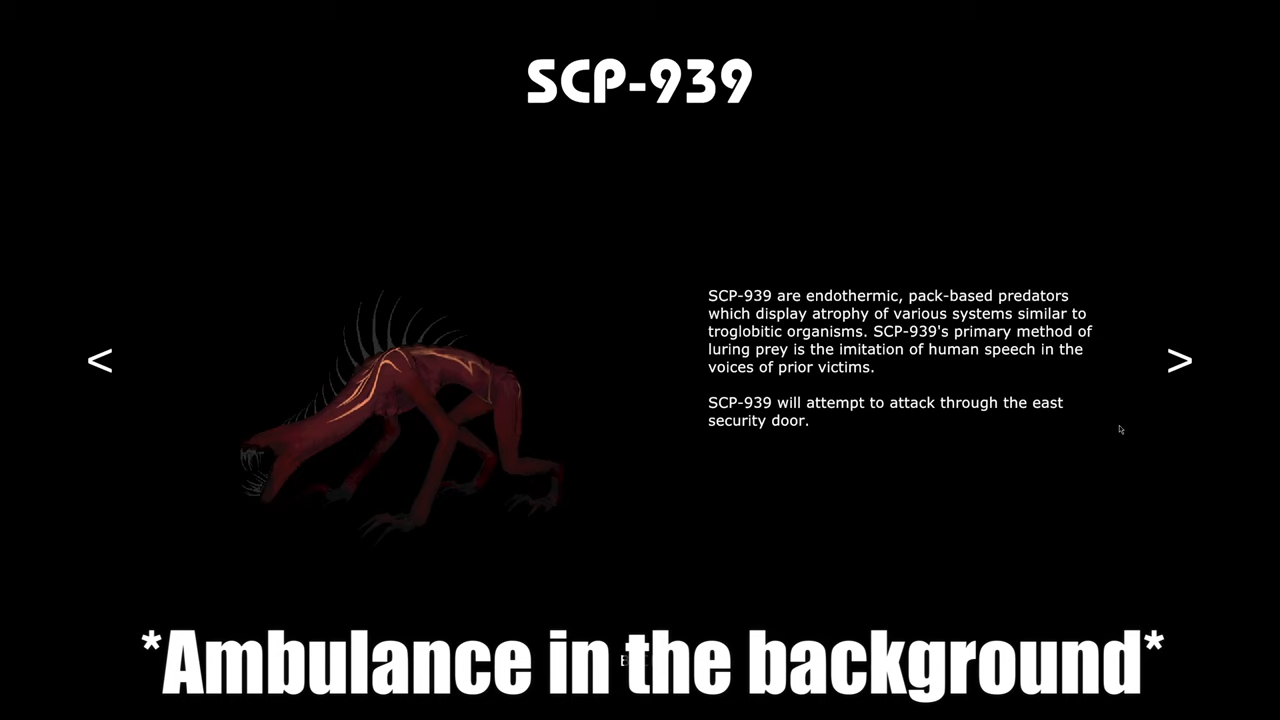 SCP-939
<
SCP-939 are endothermic, pack-based predators
which display atrophy of various systems similar to
troglobitic organisms. SCP-939's primary method of
luring prey is the imitation of human speech in the
voices of prior victims.
SCP-939 will attempt to attack through the east
security door.
>
*Ambulance in the background*